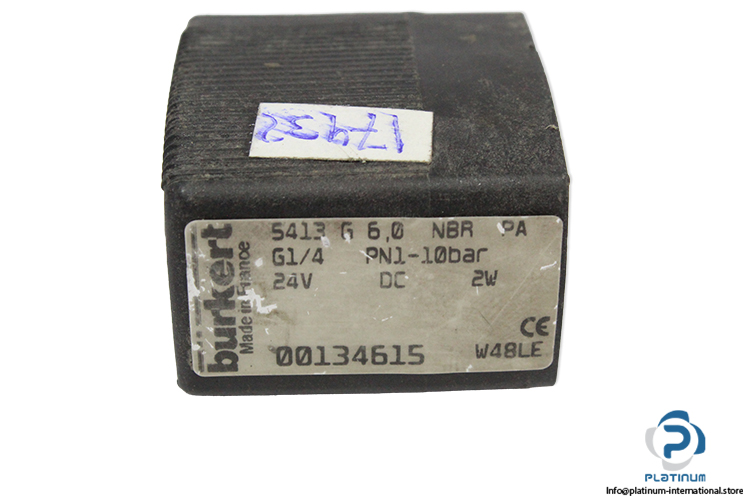 17432
burkert
Made in France
5413 G 6,0 NBR PA
G1/4 PN1-10bar
24V DC 2W
CE
00134615 W48LE
PLATINUM
Info@platinum-international.store